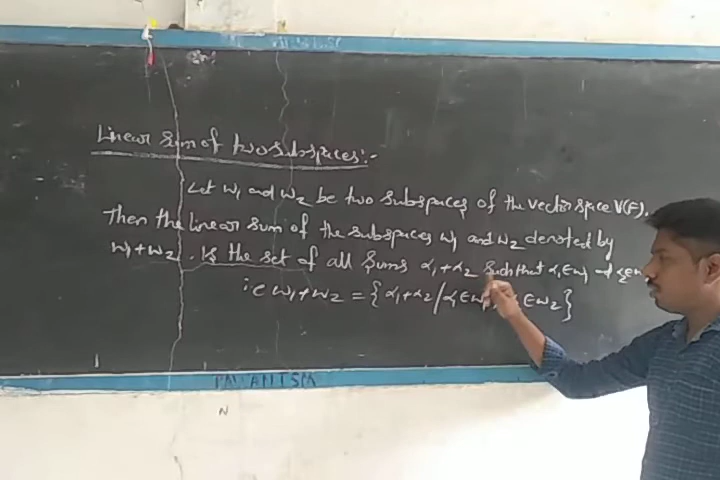 Linear Sum of two subspaces:-
Let W1 and W2 be two subspaces of the vector space V(F).
Then the linear sum of the subspaces W1 and W2 denoted by
W1+W2. Is the set of all sums α1+α2 such that α1∈W1 and α2∈W
i.e W1+W2 = {α1+α2/α1∈W1, ∈W2}